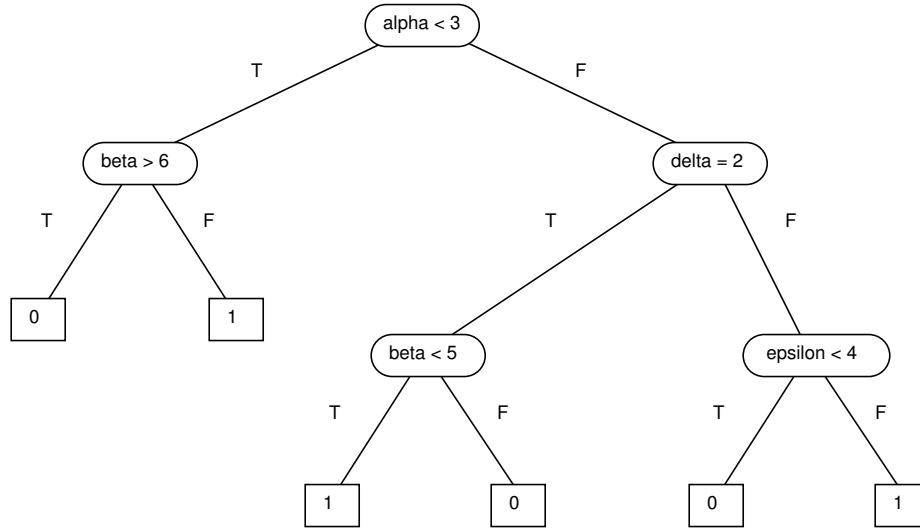 alpha < 3
T
F
beta > 6
delta = 2
T
F
T
F
0
1
beta < 5
epsilon < 4
T
F
T
F
1
0
0
1